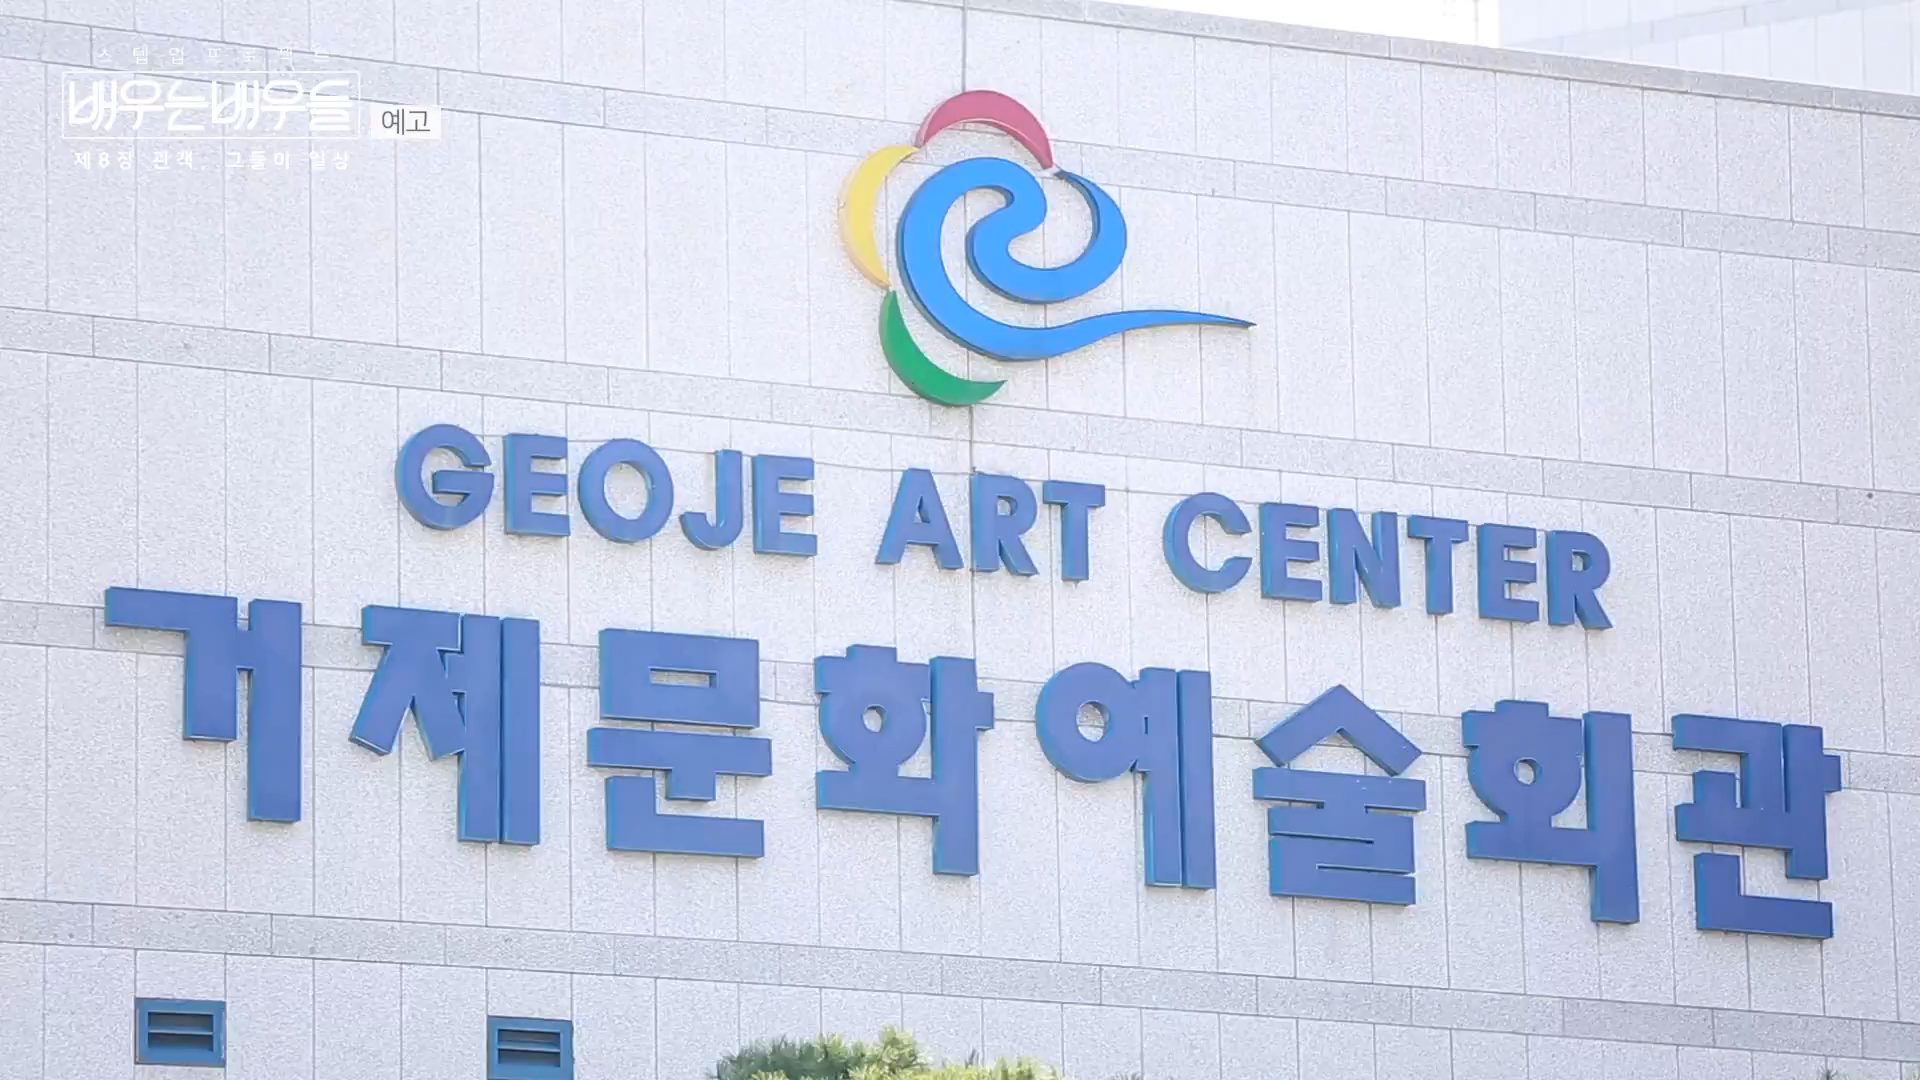 스텝업프로젝트
배우는배우들
예고
제8장 관객, 그들의 일상
GEOJE ART CENTER
거제문화예술회관